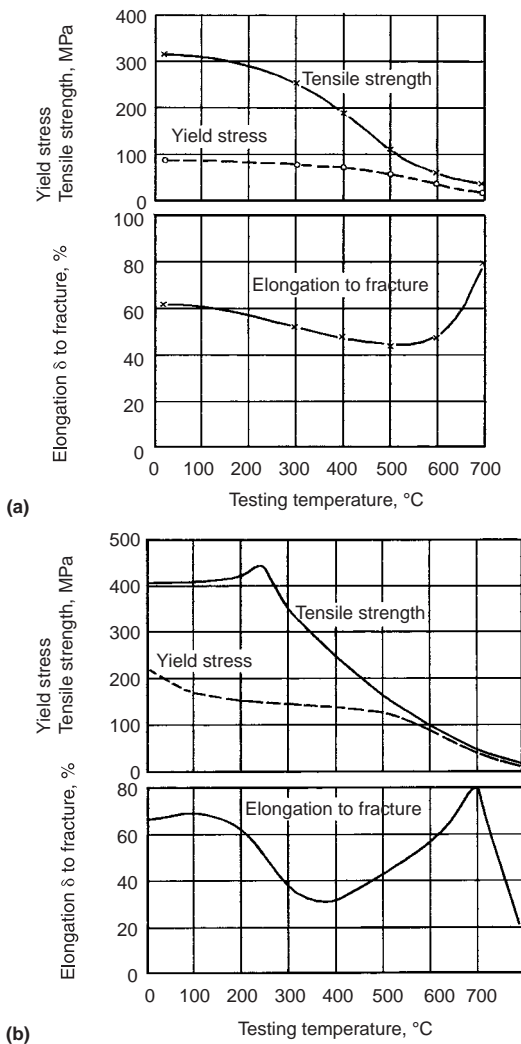 400
300
200
100
0
Yield stress
Tensile strength, MPa
Tensile strength
Yield stress
100
80
60
40
20
0
Elongation δ to fracture, %
Elongation to fracture
0 100 200 300 400 500 600 700
Testing temperature, °C
(a)
500
400
300
200
100
0
Yield stress
Tensile strength, MPa
Tensile strength
Yield stress
80
60
40
20
0
Elongation δ to fracture, %
Elongation to fracture
0 100 200 300 400 500 600 700
Testing temperature, °C
(b)